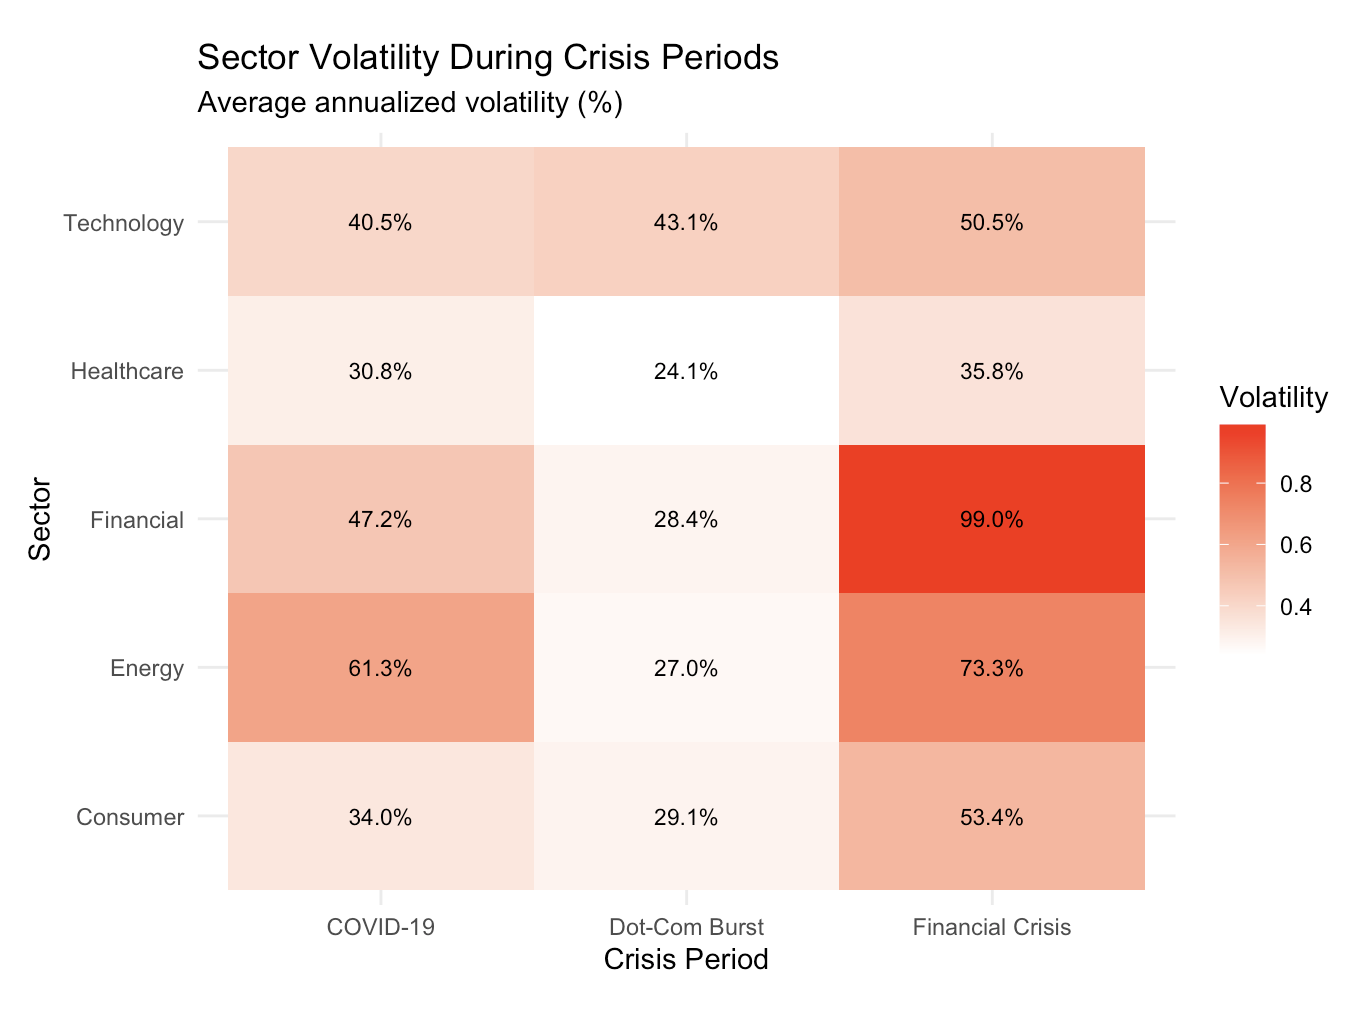 Sector Volatility During Crisis Periods
Average annualized volatility (%)
Sector
Technology 40.5% 43.1% 50.5%
Healthcare 30.8% 24.1% 35.8%
Financial 47.2% 28.4% 99.0%
Energy 61.3% 27.0% 73.3%
Consumer 34.0% 29.1% 53.4%
COVID-19 Dot-Com Burst Financial Crisis
Crisis Period
Volatility
0.8
0.6
0.4